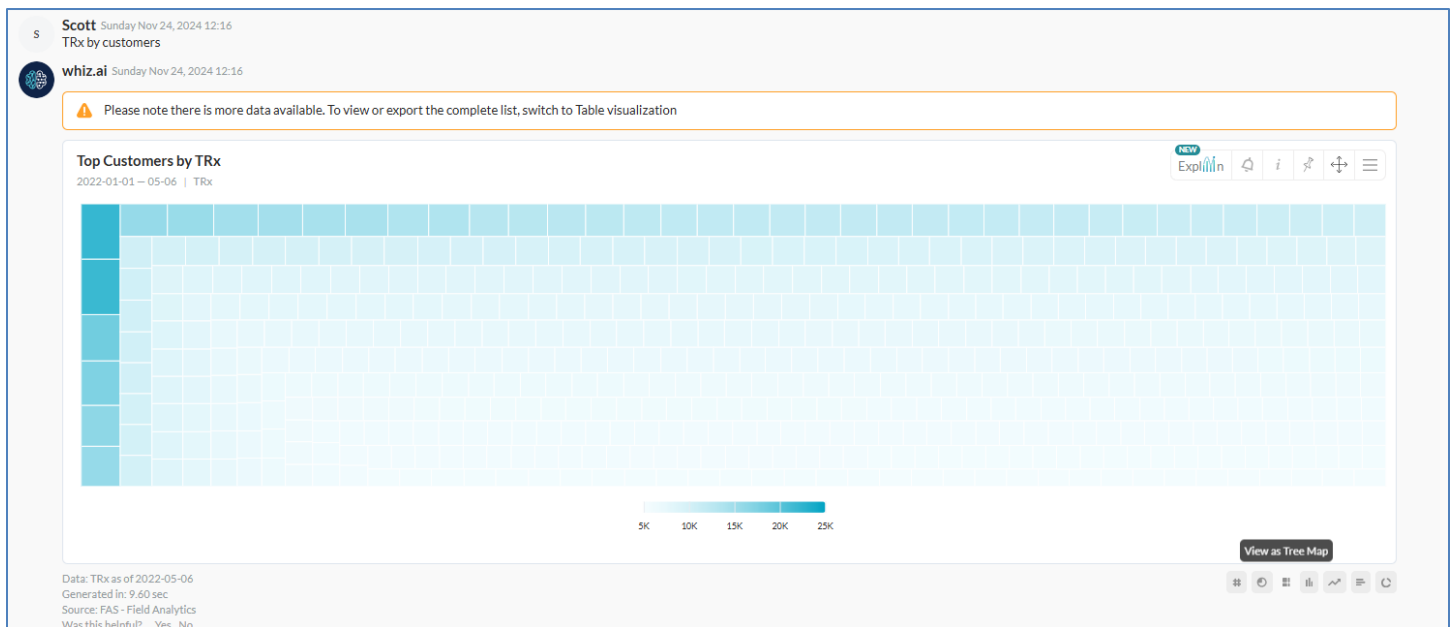 S
Scott Sunday Nov 24, 2024 12:16
TRx by customers
whiz.ai Sunday Nov 24, 2024 12:16
Please note there is more data available. To view or export the complete list, switch to Table visualization
Top Customers by TRx
2022-01-01 — 05-06 | TRx
NEW
Explain
i
5K 10K 15K 20K 25K
View as Tree Map
Data: TRx as of 2022-05-06
Generated in: 9.60 sec
Source: FAS - Field Analytics
Was this helpful? Yes No